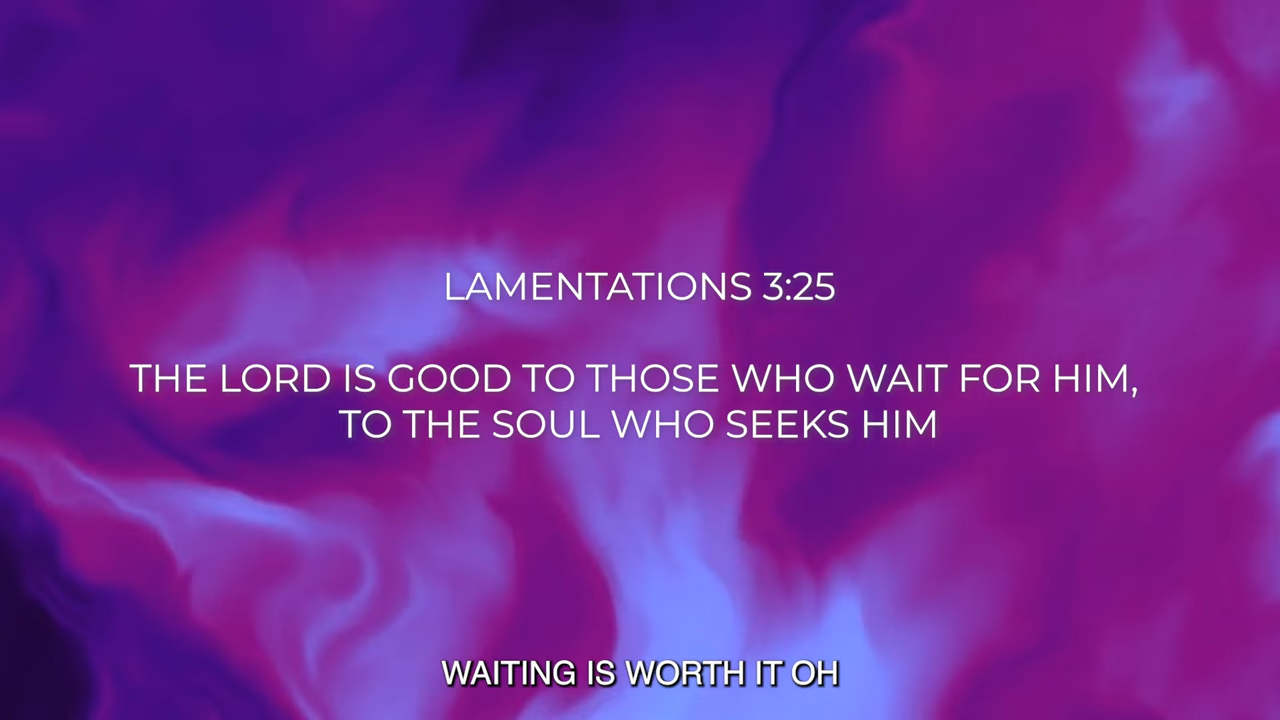 LAMENTATIONS 3:25
THE LORD IS GOOD TO THOSE WHO WAIT FOR HIM,
TO THE SOUL WHO SEEKS HIM
WAITING IS WORTH IT OH